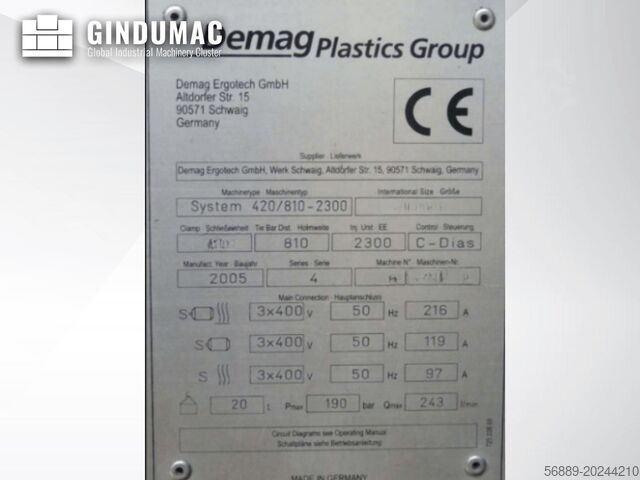 GINDUMAC
Global Industrial Machinery Cluster
Demag Plastics Group
Demag Ergotech GmbH
Altdorfer Str. 15
90571 Schwaig
Germany
CE
Supplier Lieferwerk
Demag Ergotech GmbH, Werk Schwaig, Altdorfer Str. 15, 90571 Schwaig, Germany
Machinetype Maschinentyp International Size Größe
System 420/810-2300
Clamp Schließeinheit Tie Bar Dist. Holmweite Inj. Unit EE Control Steuerung
810 2300 C-Dias
Manufact. Year Baujahr Series Serie Machine N° Maschinen-Nr.
2005 4
Main Connection Hauptanschluss
S 3x400 V 50 Hz 216 A
S 3x400 V 50 Hz 119 A
S 3x400 V 50 Hz 97 A
20 t Pmax 190 bar Qmax 243 l/min
Circuit Diagrams see Operating Manual
Schaltpläne siehe Betriebsanleitung
MADE IN GERMANY
56889-20244210